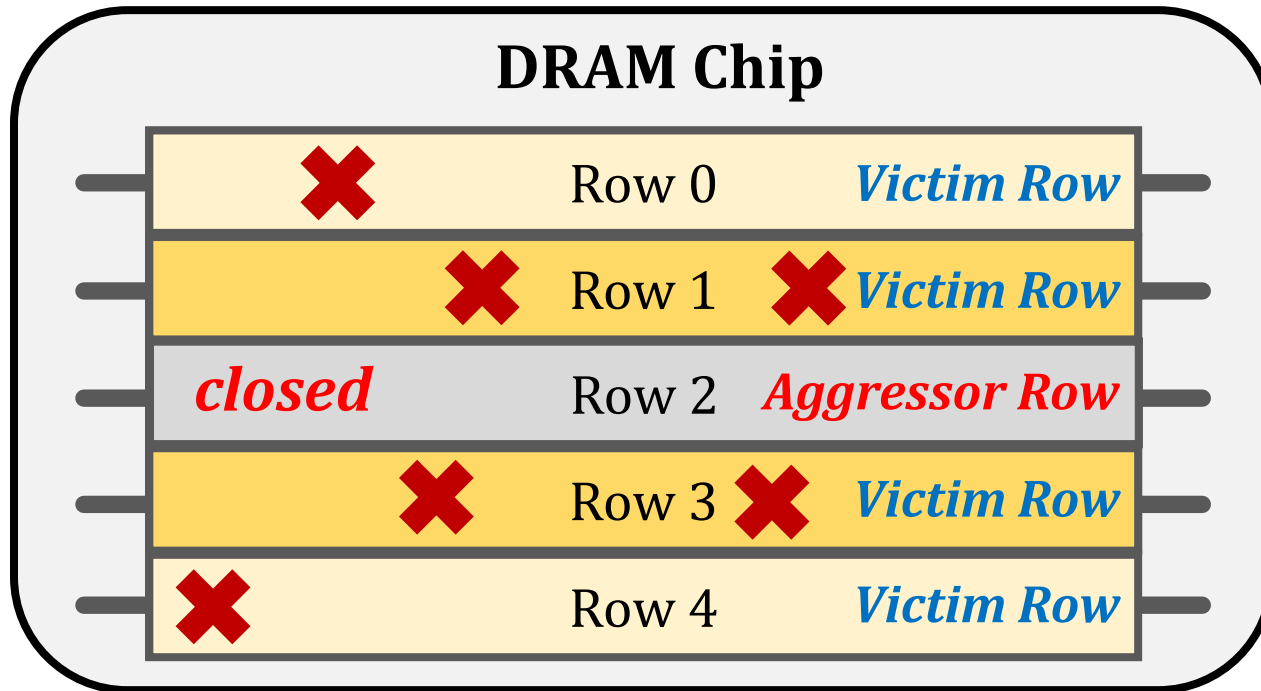 DRAM Chip
Row 0 Victim Row
Row 1 Victim Row
closed Row 2 Aggressor Row
Row 3 Victim Row
Row 4 Victim Row